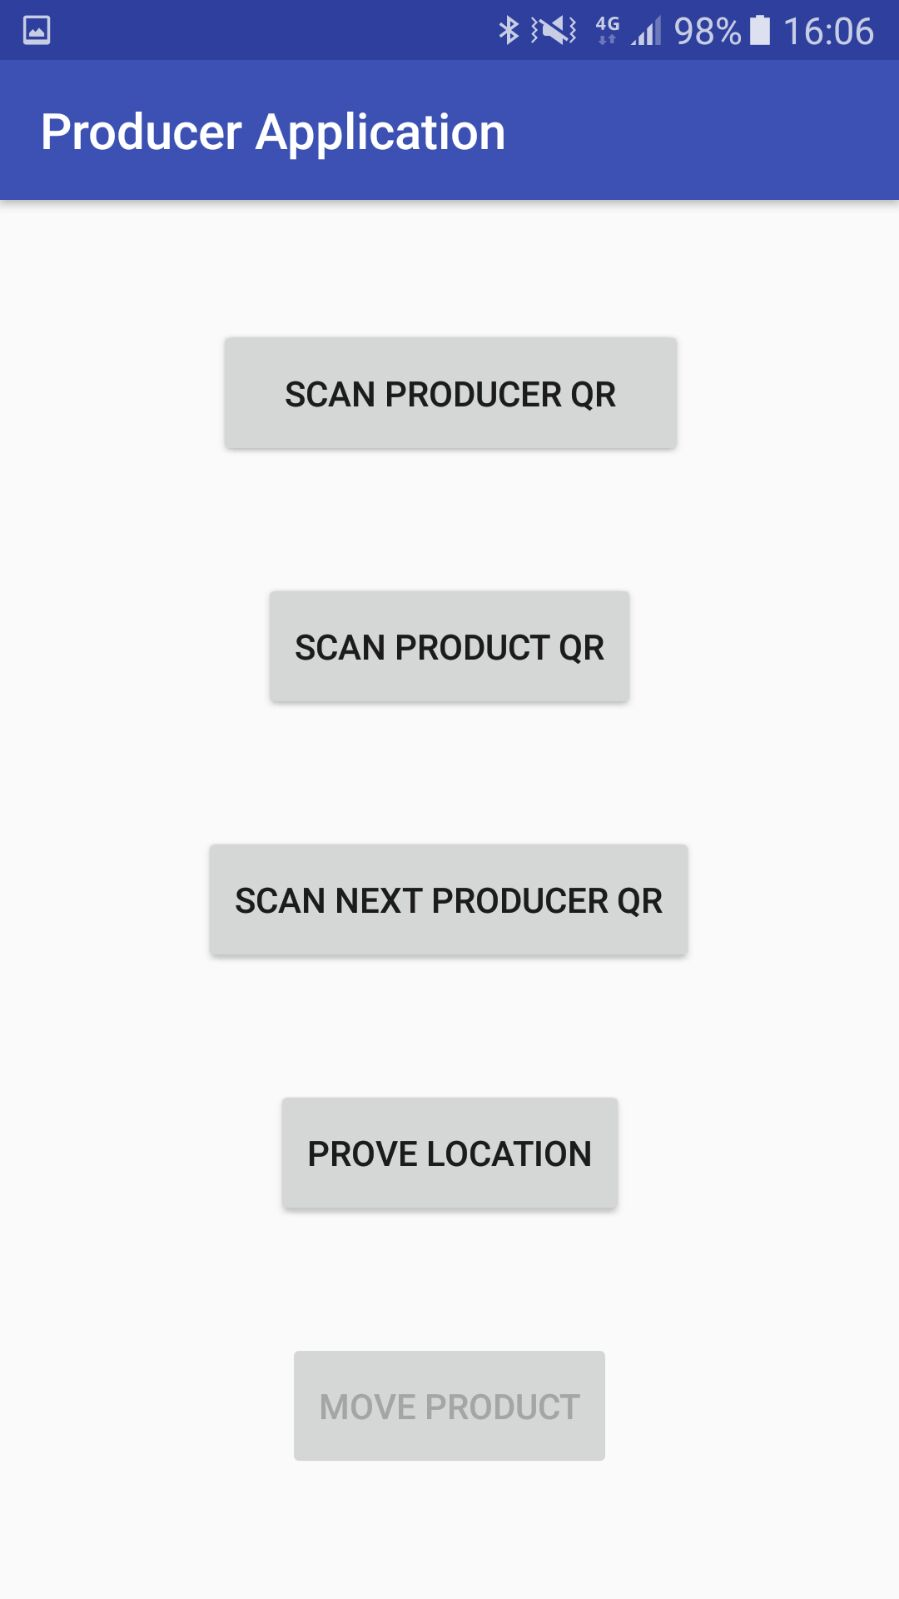 4G 98% 16:06
Producer Application
SCAN PRODUCER QR
SCAN PRODUCT QR
SCAN NEXT PRODUCER QR
PROVE LOCATION
MOVE PRODUCT